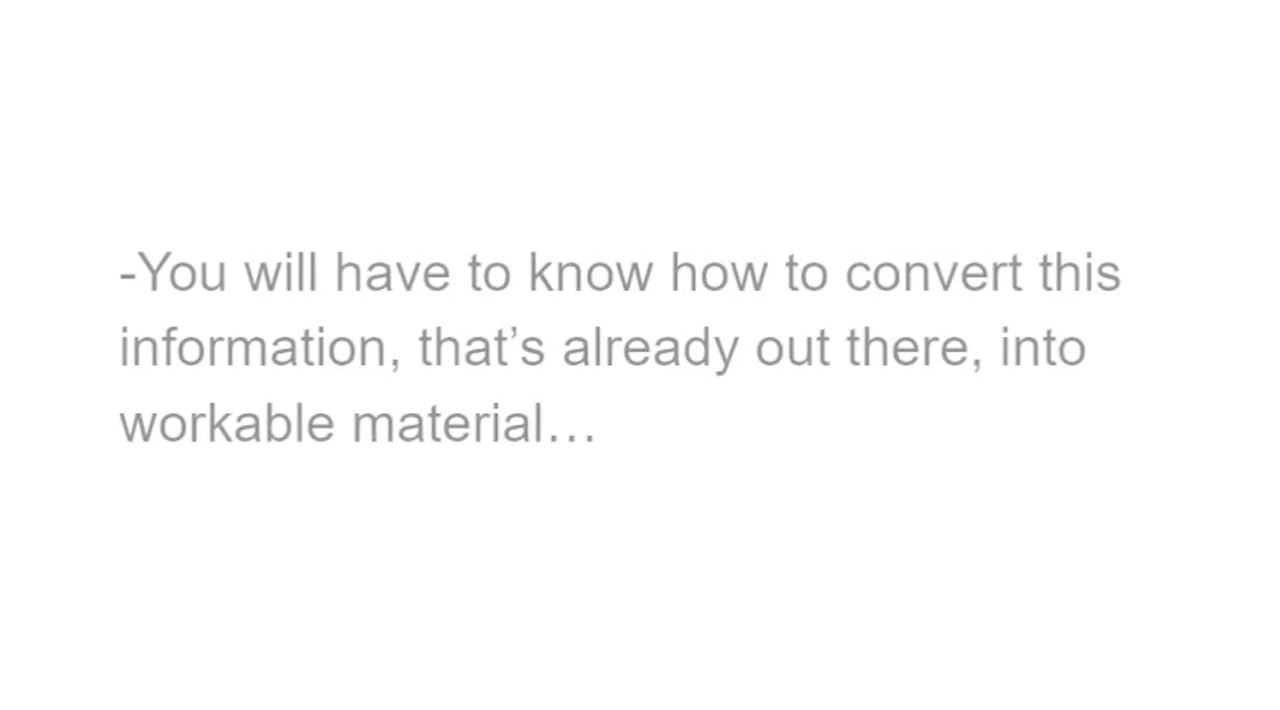 -You will have to know how to convert this
information, that’s already out there, into
workable material…